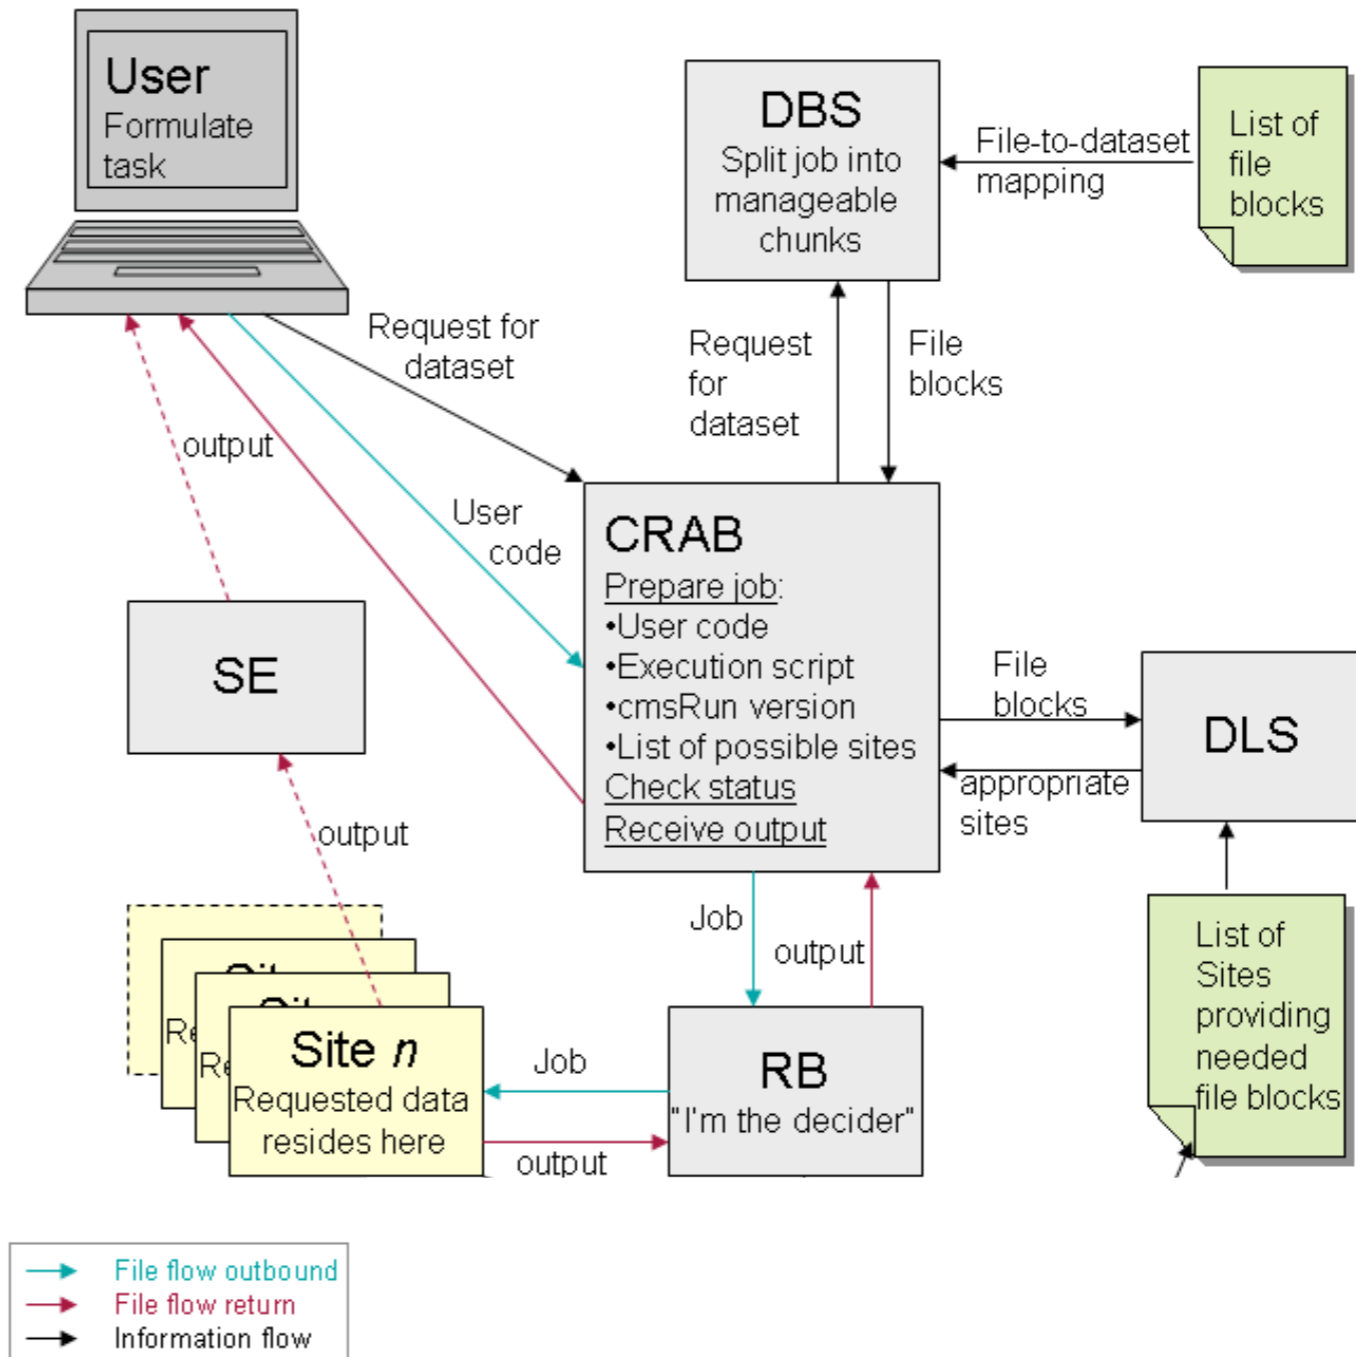 User
Formulate
task
DBS
Split job into
manageable
chunks
File-to-dataset
mapping
List of
file
blocks
Request for
dataset
Request
for
dataset
File
blocks
output
User
code
CRAB
Prepare job:
•User code
•Execution script
•cmsRun version
•List of possible sites
Check status
Receive output
SE
File
blocks
DLS
appropriate
sites
output
Job
output
List of
Sites
providing
needed
file blocks
Site n
Requested data
resides here
Job
output
RB
"I'm the decider"
File flow outbound
File flow return
Information flow